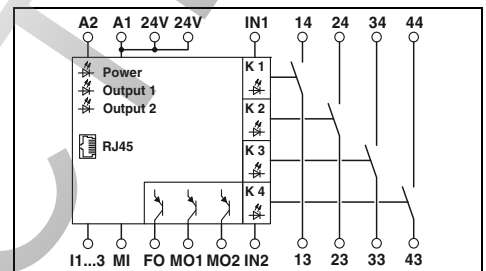 A2 A1 24V 24V IN1 14 24 34 44
Power
Output 1
Output 2
RJ45
K 1
K 2
K 3
K 4
I1...3 MI FO MO1 MO2 IN2 13 23 33 43